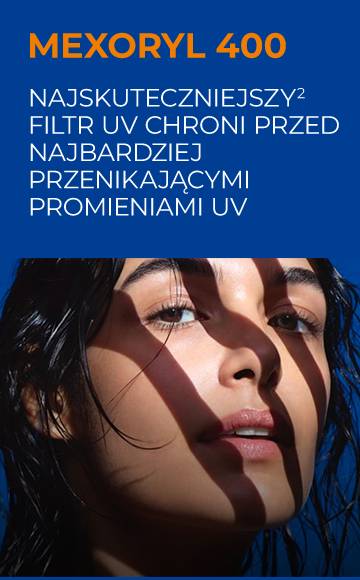 MEXORYL 400
NAJSKUTECZNIEJSZY²
FILTR UV CHRONI PRZED
NAJBARDZIEJ
PRZENIKAJĄCYMI
PROMIENIAMI UV